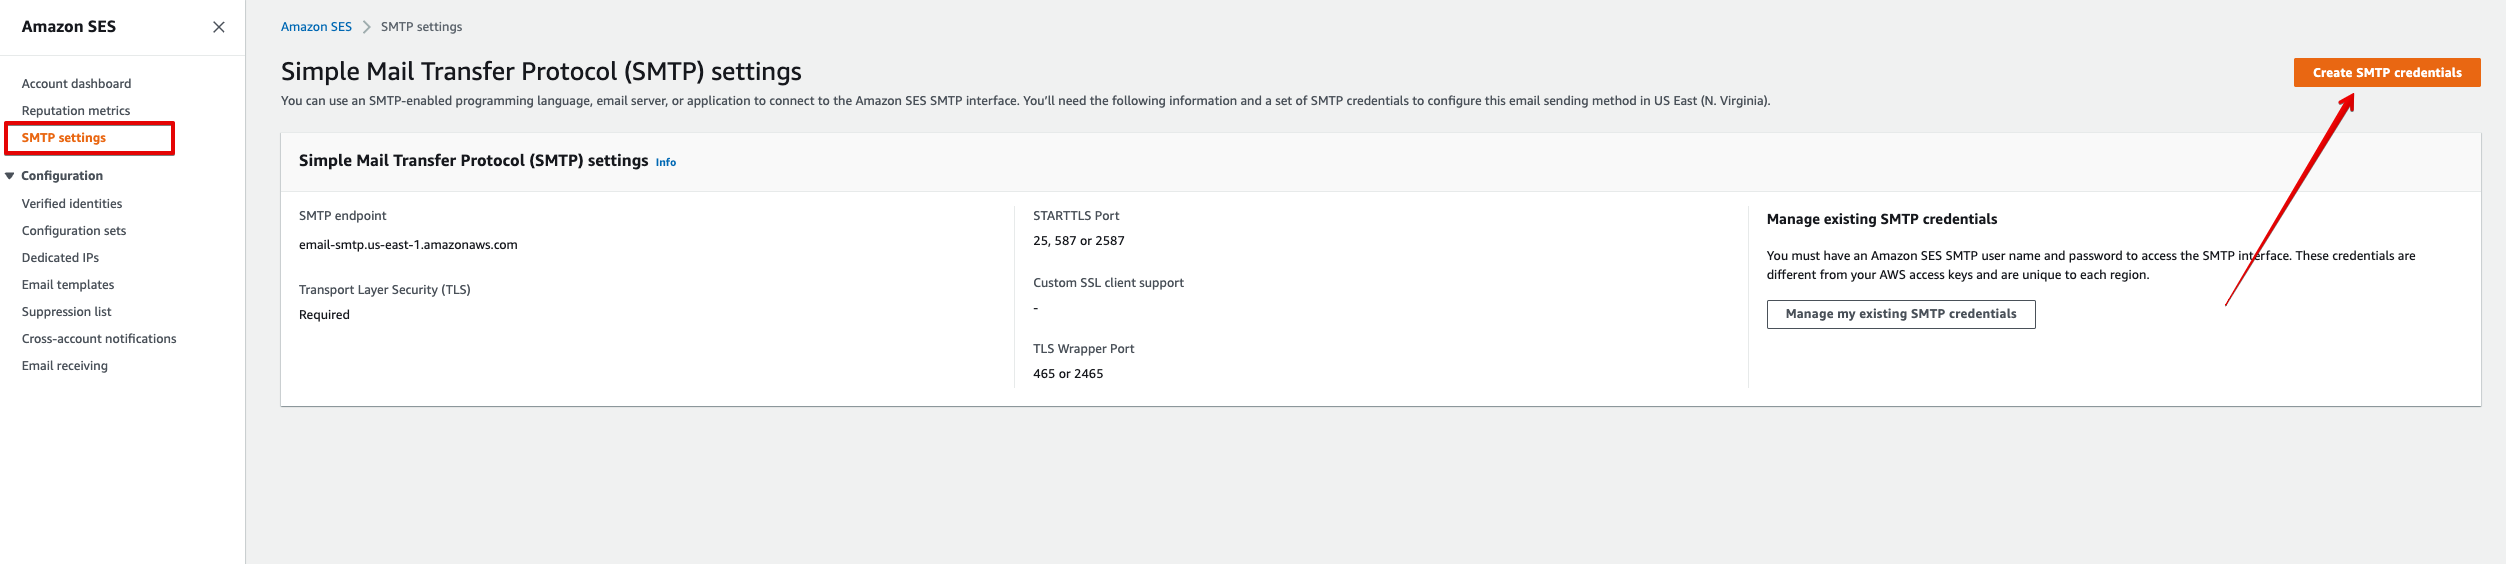 Amazon SES
Account dashboard
Reputation metrics
SMTP settings
Configuration
Verified identities
Configuration sets
Dedicated IPs
Email templates
Suppression list
Cross-account notifications
Email receiving
Amazon SES
SMTP settings
Simple Mail Transfer Protocol (SMTP) settings
Create SMTP credentials
You can use an SMTP-enabled programming language, email server, or application to connect to the Amazon SES SMTP interface. You’ll need the following information and a set of SMTP credentials to configure this email sending method in US East (N. Virginia).
Simple Mail Transfer Protocol (SMTP) settings Info
SMTP endpoint
email-smtp.us-east-1.amazonaws.com
Transport Layer Security (TLS)
Required
STARTTLS Port
25, 587 or 2587
Custom SSL client support
-
TLS Wrapper Port
465 or 2465
Manage existing SMTP credentials
You must have an Amazon SES SMTP user name and password to access the SMTP interface. These credentials are
different from your AWS access keys and are unique to each region.
Manage my existing SMTP credentials